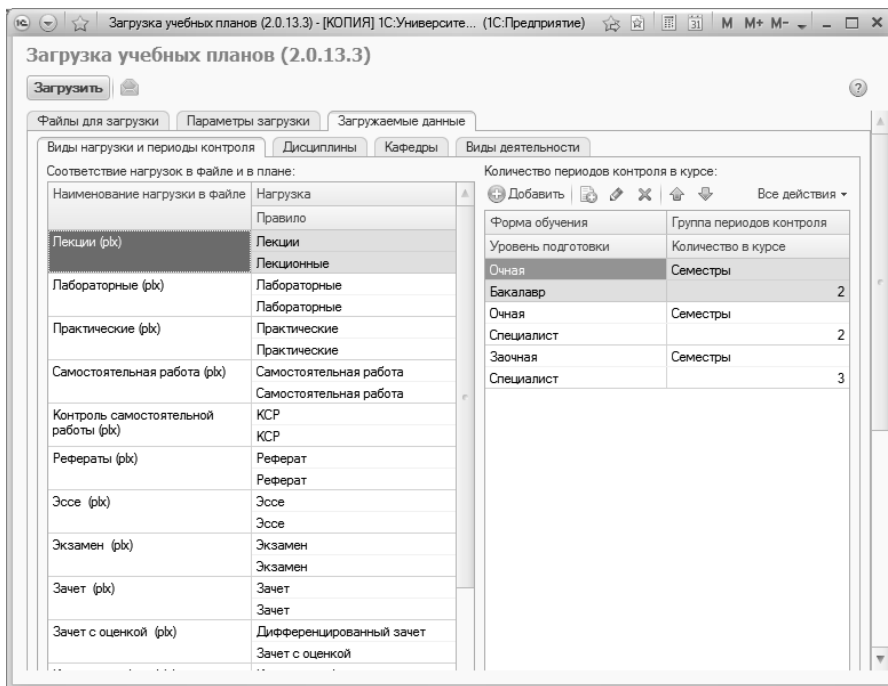 Загрузка учебных планов (2.0.13.3) - [КОПИЯ] 1С:Университе... (1С:Предприятие) 31 M M+ M-
Загрузка учебных планов (2.0.13.3)
Загрузить ?
Файлы для загрузки Параметры загрузки Загружаемые данные
Виды нагрузки и периоды контроля Дисциплины Кафедры Виды деятельности
Соответствие нагрузок в файле и в плане:
Наименование нагрузки в файле Нагрузка
Правило
Лекции (plx) Лекции
Лекционные
Лабораторные (plx) Лабораторные
Лабораторные
Практические (plx) Практические
Практические
Самостоятельная работа (plx) Самостоятельная работа
Самостоятельная работа
Контроль самостоятельной КСР
работы (plx) КСР
Рефераты (plx) Реферат
Реферат
Эссе (plx) Эссе
Эссе
Экзамен (plx) Экзамен
Экзамен
Зачет (plx) Зачет
Зачет
Зачет с оценкой (plx) Дифференцированный зачет
Зачет с оценкой
Количество периодов контроля в курсе:
Добавить Все действия
Форма обучения Группа периодов контроля
Уровень подготовки Количество в курсе
Очная Семестры
Бакалавр 2
Очная Семестры
Специалист 2
Заочная Семестры
Специалист 3